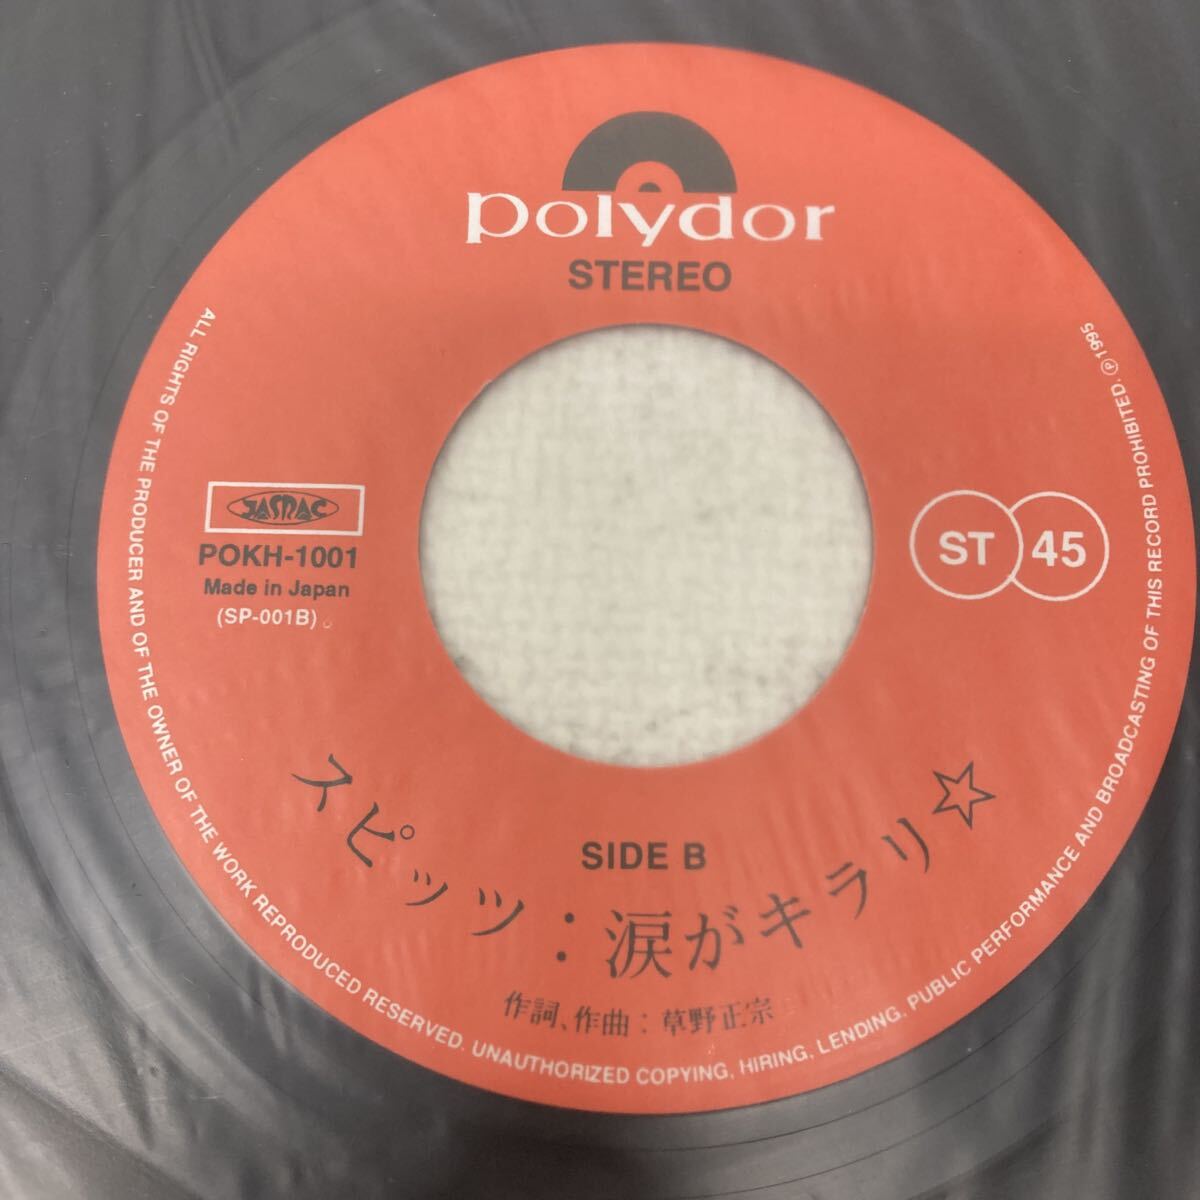 polydor
STEREO
JASRAC
POKH-1001
Made in Japan
(SP-001B)
ST 45
SIDE B
スピッツ：涙がキラリ☆
作詞、作曲：草野正宗
ALL RIGHTS OF THE PRODUCER AND OF THE OWNER OF THE WORK REPRODUCED RESERVED. UNAUTHORIZED COPYING, HIRING, LENDING, PUBLIC PERFORMANCE AND BROADCASTING OF THIS RECORD PROHIBITED. Ⓟ1995